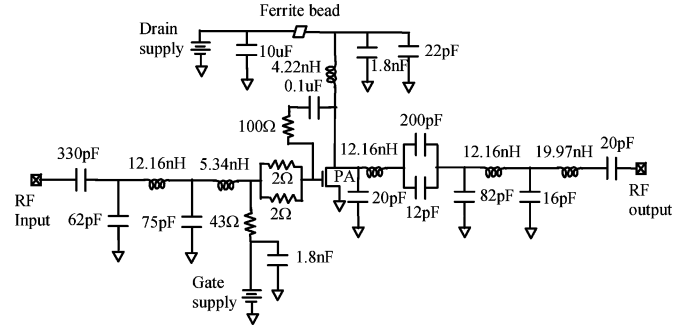 Ferrite bead
Drain
supply
10uF
1.8nF
22pF
4.22nH
0.1uF
100Ω
200pF
330pF
12.16nH
5.34nH
2Ω
2Ω
PA
12.16nH
12.16nH
19.97nH
20pF
RF
Input
62pF
75pF
43Ω
20pF
12pF
82pF
16pF
RF
output
1.8nF
Gate
supply